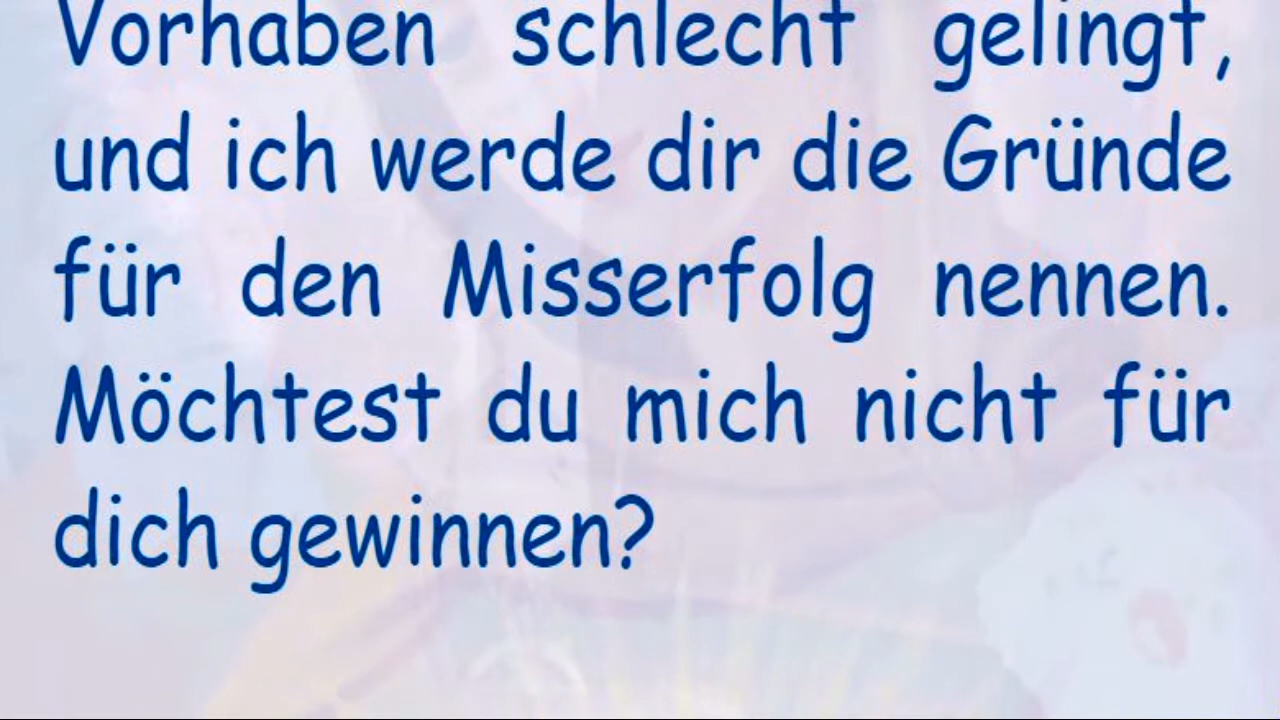 Vorhaben schlecht gelingt,
und ich werde dir die Gründe
für den Misserfolg nennen.
Möchtest du mich nicht für
dich gewinnen?